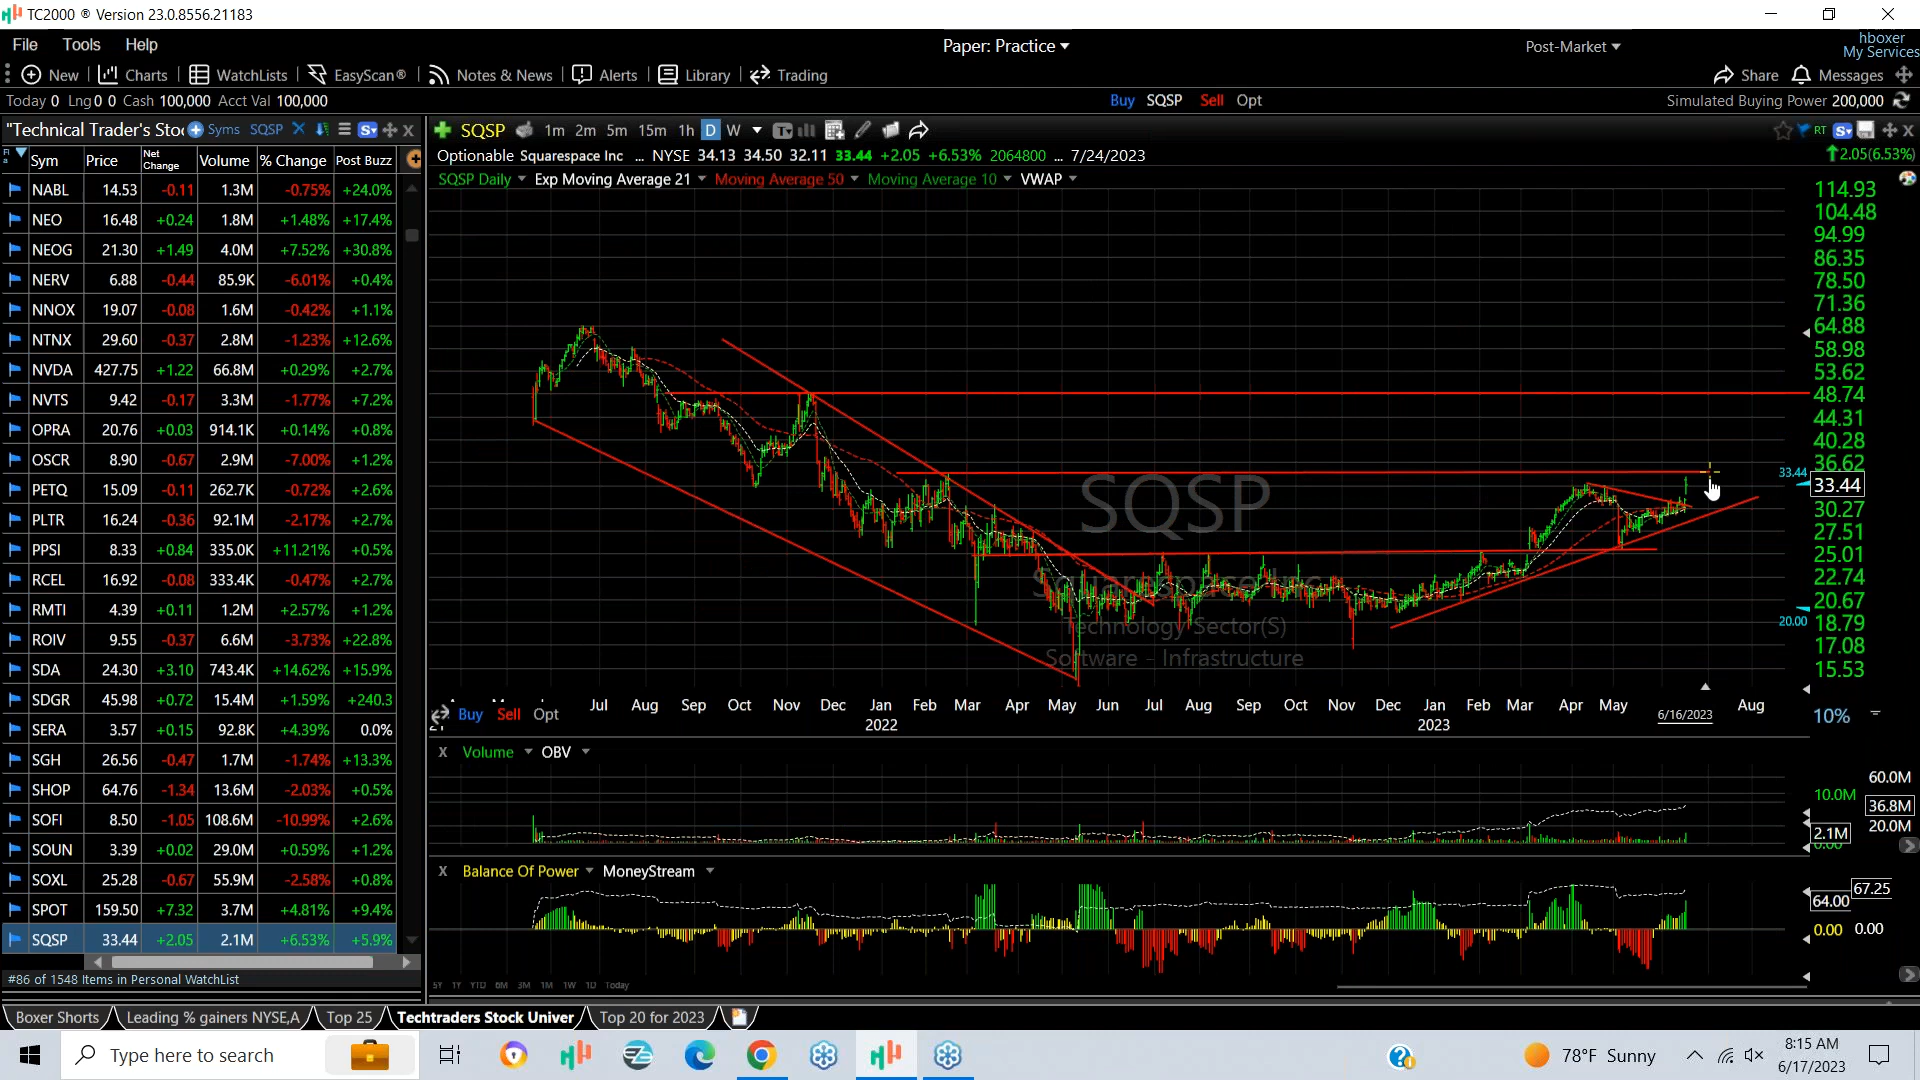 TC2000 ® Version 23.0.8556.21183
File Tools Help
Paper: Practice
Post-Market
hboxer
My Services
New Charts WatchLists EasyScan® Notes & News Alerts Library Trading
Share Messages
Today 0 Lng 0 0 Cash 100,000 Acct Val 100,000
Buy SQSP Sell Opt
Simulated Buying Power 200,000
"Technical Trader's Sto Syms SQSP
SQSP 1m 2m 5m 15m 1h D W
RT
Optionable Squarespace Inc ... NYSE 34.13 34.50 32.11 33.44 +2.05 +6.53% 2064800 ... 7/24/2023
2.05(6.53%)
SQSP Daily Exp Moving Average 21 Moving Average 50 Moving Average 10 VWAP
Sym Price Net Change Volume % Change Post Buzz
NABL 14.53 -0.11 1.3M -0.75% +24.0%
NEO 16.48 +0.24 1.8M +1.48% +17.4%
NEOG 21.30 +1.49 4.0M +7.52% +30.8%
NERV 6.88 -0.44 85.9K -6.01% +0.4%
NNOX 19.07 -0.08 1.6M -0.42% +1.1%
NTNX 29.60 -0.37 2.8M -1.23% +12.6%
NVDA 427.75 +1.22 66.8M +0.29% +2.7%
NVTS 9.42 -0.17 3.3M -1.77% +7.2%
OPRA 20.76 +0.03 914.1K +0.14% +0.8%
OSCR 8.90 -0.67 2.9M -7.00% +1.2%
PETQ 15.09 -0.11 262.7K -0.72% +2.6%
PLTR 16.24 -0.36 92.1M -2.17% +2.7%
PPSI 8.33 +0.84 335.0K +11.21% +0.5%
RCEL 16.92 -0.08 333.4K -0.47% +2.7%
RMTI 4.39 +0.11 1.2M +2.57% +1.2%
ROIV 9.55 -0.37 6.6M -3.73% +22.8%
SDA 24.30 +3.10 743.4K +14.62% +15.9%
SDGR 45.98 +0.72 15.4M +1.59% +240.3
SERA 3.57 +0.15 92.8K +4.39% 0.0%
SGH 26.56 -0.47 1.7M -1.74% +13.3%
SHOP 64.76 -1.34 13.6M -2.03% +0.5%
SOFI 8.50 -1.05 108.6M -10.99% +2.6%
SOUN 3.39 +0.02 29.0M +0.59% +1.2%
SOXL 25.28 -0.67 55.9M -2.58% +0.8%
SPOT 159.50 +7.32 3.7M +4.81% +9.4%
SQSP 33.44 +2.05 2.1M +6.53% +5.9%
#86 of 1548 Items in Personal WatchList
114.93
104.48
94.99
86.35
78.50
71.36
64.88
58.98
53.62
48.74
44.31
40.28
36.62
33.44 33.44
30.27
27.51
25.01
22.74
20.67
20.00 18.79
17.08
15.53
SQSP
Squarespace Inc
Technology Sector(S)
Software - Infrastructure
Jul Aug Sep Oct Nov Dec Jan Feb Mar Apr May Jun Jul Aug Sep Oct Nov Dec Jan Feb Mar Apr May 6/16/2023 Aug
2022 2023
Buy Sell Opt
10%
X Volume OBV
60.0M
10.0M 36.8M
20.0M
2.1M
0.00
X Balance Of Power MoneyStream
67.25
64.00
0.00 0.00
5Y 1Y YTD 6M 3M 1M 1W 1D Today
Boxer Shorts Leading % gainers NYSE,A Top 25 Techtraders Stock Univer Top 20 for 2023
Type here to search
78°F Sunny
8:15 AM
6/17/2023